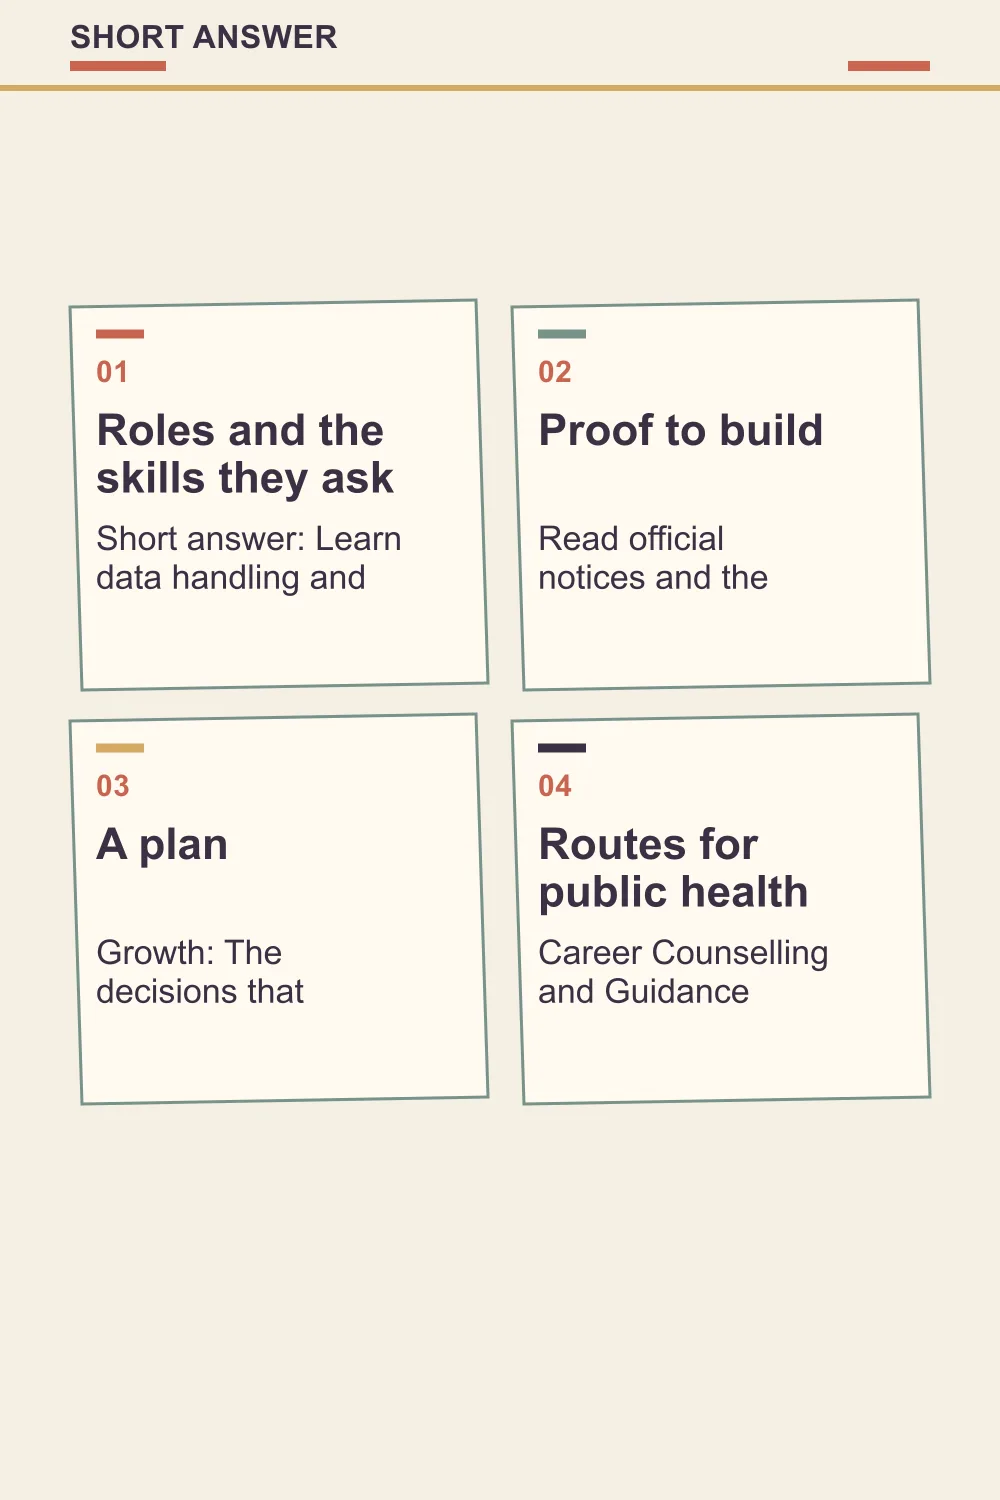 SHORT ANSWER
01
Roles and the
skills they ask
Short answer: Learn
data handling and
02
Proof to build
Read official
notices and the
03
A plan
Growth: The
decisions that
04
Routes for
public health
Career Counselling
and Guidance